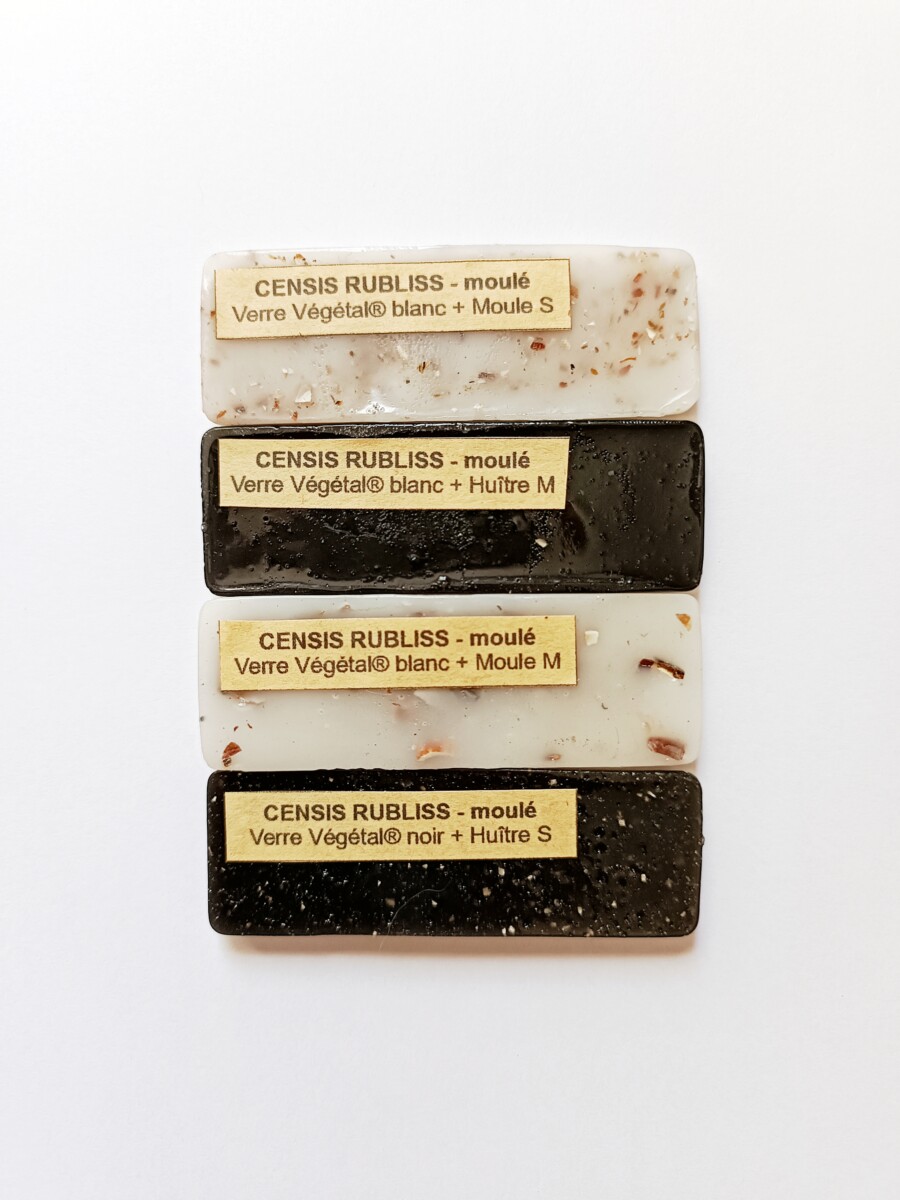 CENSIS RUBLISS - moulé
Verre Végétal® blanc + Moule S
CENSIS RUBLISS - moulé
Verre Végétal® blanc + Huître M
CENSIS RUBLISS - moulé
Verre Végétal® blanc + Moule M
CENSIS RUBLISS - moulé
Verre Végétal® noir + Huître S